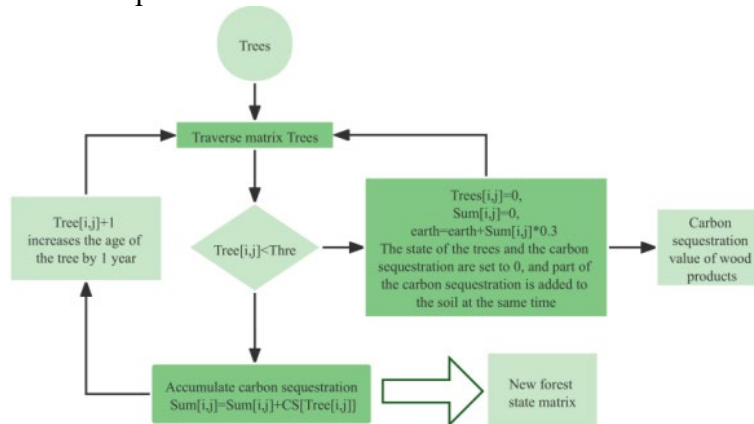 Trees
Traverse matrix Trees
Tree[i,j]+1
increases the age of
the tree by 1 year
Tree[i,j]<Thre
Trees[i,j]=0,
Sum[i,j]=0,
earth=earth+Sum[i,j]*0.3
The state of the trees and the carbon
sequestration are set to 0, and part of
the carbon sequestration is added to
the soil at the same time
Carbon
sequestration
value of wood
products
Accumulate carbon sequestration
Sum[i,j]=Sum[i,j]+CS[Tree[i,j]]
New forest
state matrix